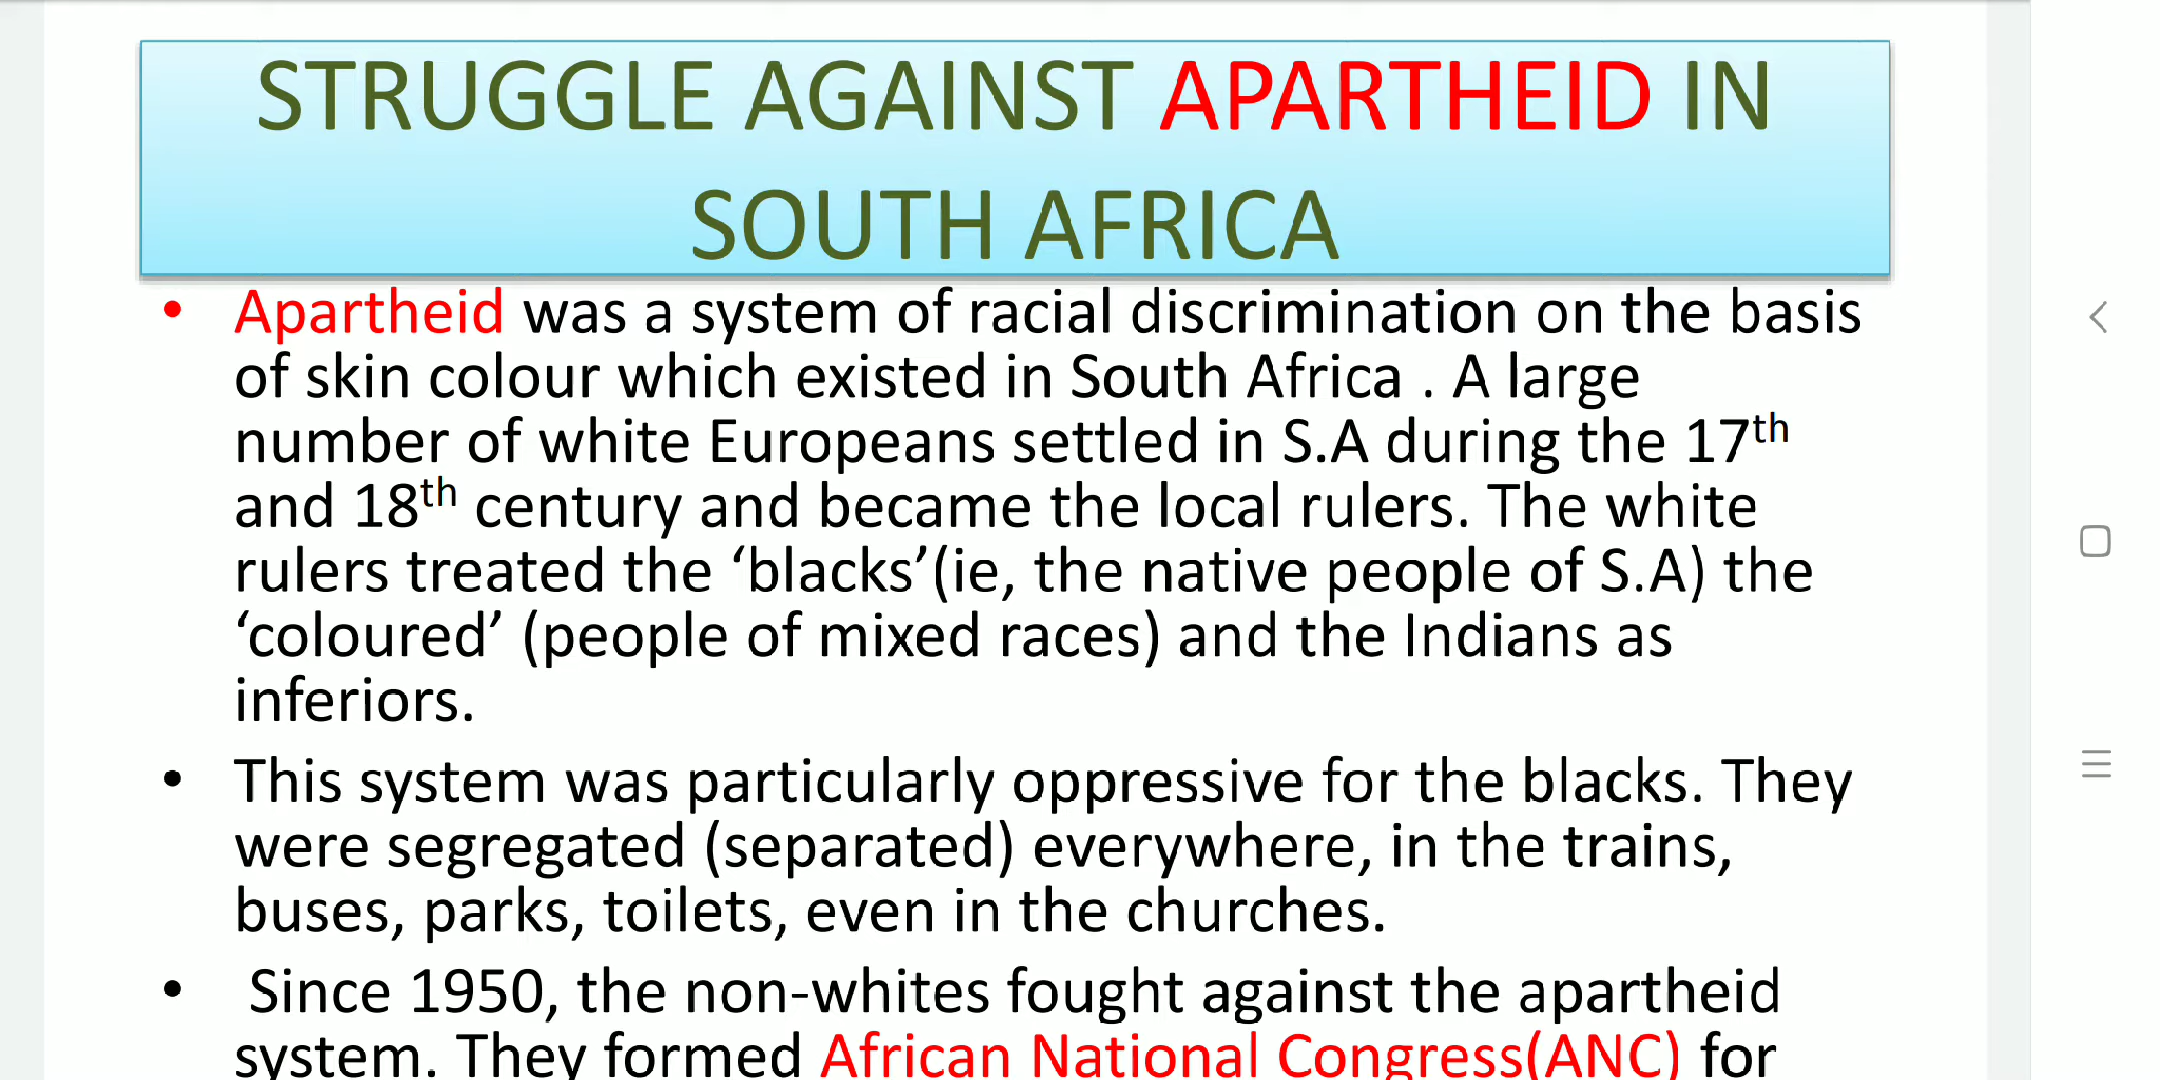 STRUGGLE AGAINST APARTHEID IN
SOUTH AFRICA
• Apartheid was a system of racial discrimination on the basis
of skin colour which existed in South Africa . A large
number of white Europeans settled in S.A during the 17th
and 18th century and became the local rulers. The white
rulers treated the ‘blacks’(ie, the native people of S.A) the
‘coloured’ (people of mixed races) and the Indians as
inferiors.
• This system was particularly oppressive for the blacks. They
were segregated (separated) everywhere, in the trains,
buses, parks, toilets, even in the churches.
• Since 1950, the non-whites fought against the apartheid
system. They formed African National Congress(ANC) for